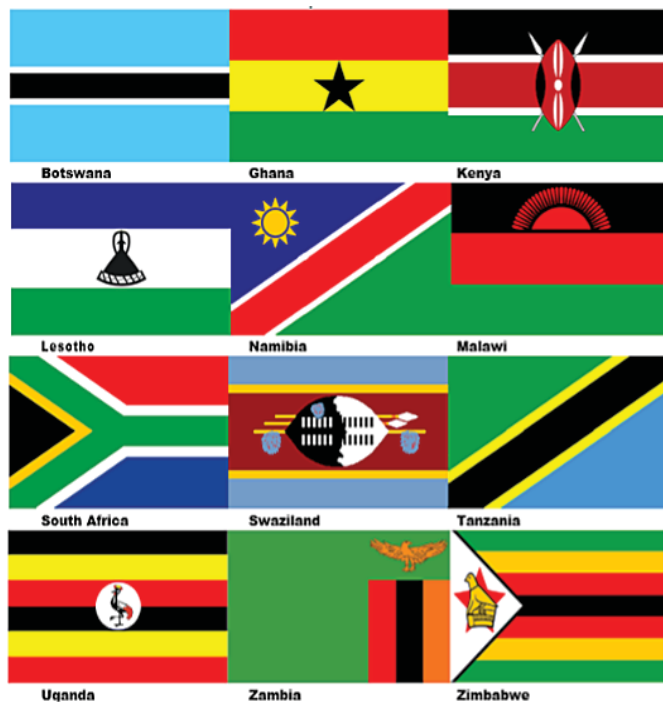 Botswana Ghana Kenya
Lesotho Namibia Malawi
South Africa Swaziland Tanzania
Uganda Zambia Zimbabwe